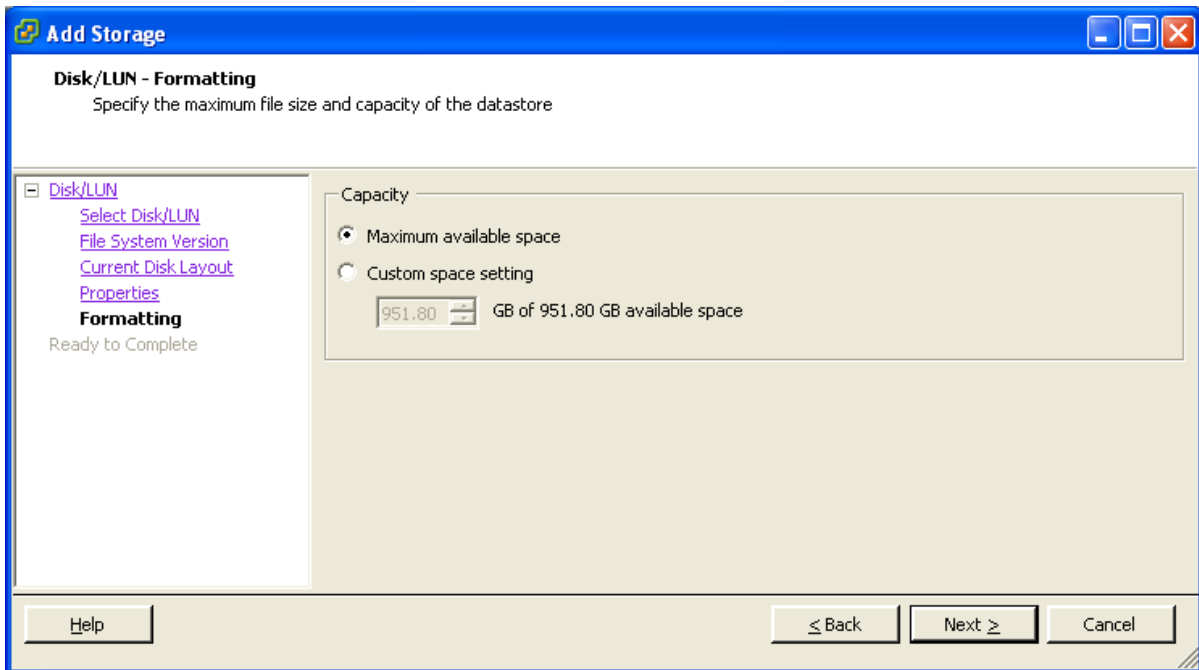 Add Storage
Disk/LUN - Formatting
Specify the maximum file size and capacity of the datastore
Disk/LUN
Select Disk/LUN
File System Version
Current Disk Layout
Properties
Formatting
Ready to Complete
Capacity
Maximum available space
Custom space setting
951.80 GB of 951.80 GB available space
Help
< Back
Next >
Cancel